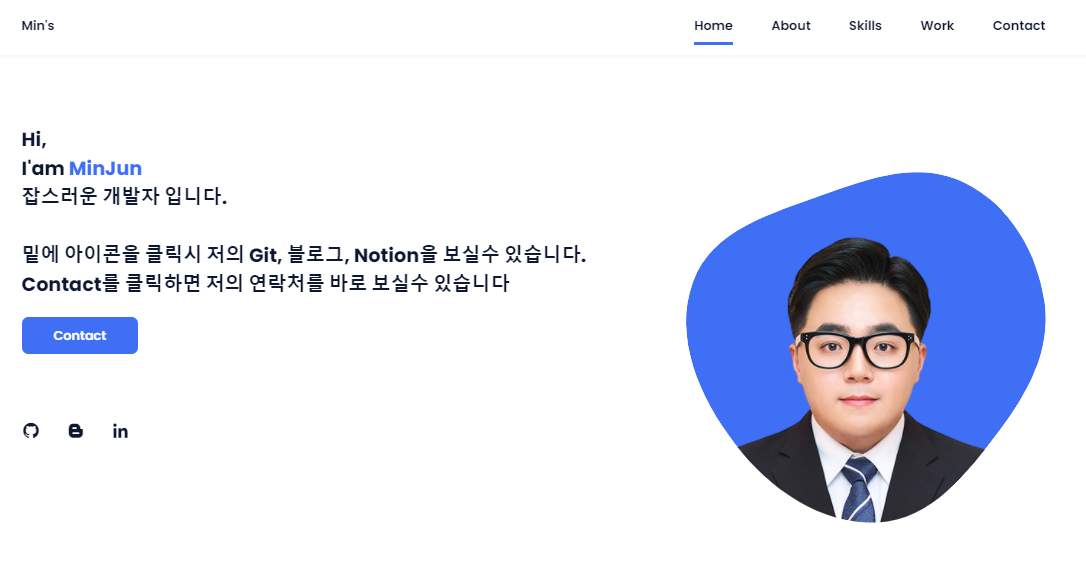 Min's
Home About Skills Work Contact
Hi,
I'am MinJun
잡스러운 개발자 입니다.
밑에 아이콘을 클릭시 저의 Git, 블로그, Notion을 보실수 있습니다.
Contact를 클릭하면 저의 연락처를 바로 보실수 있습니다
Contact
in